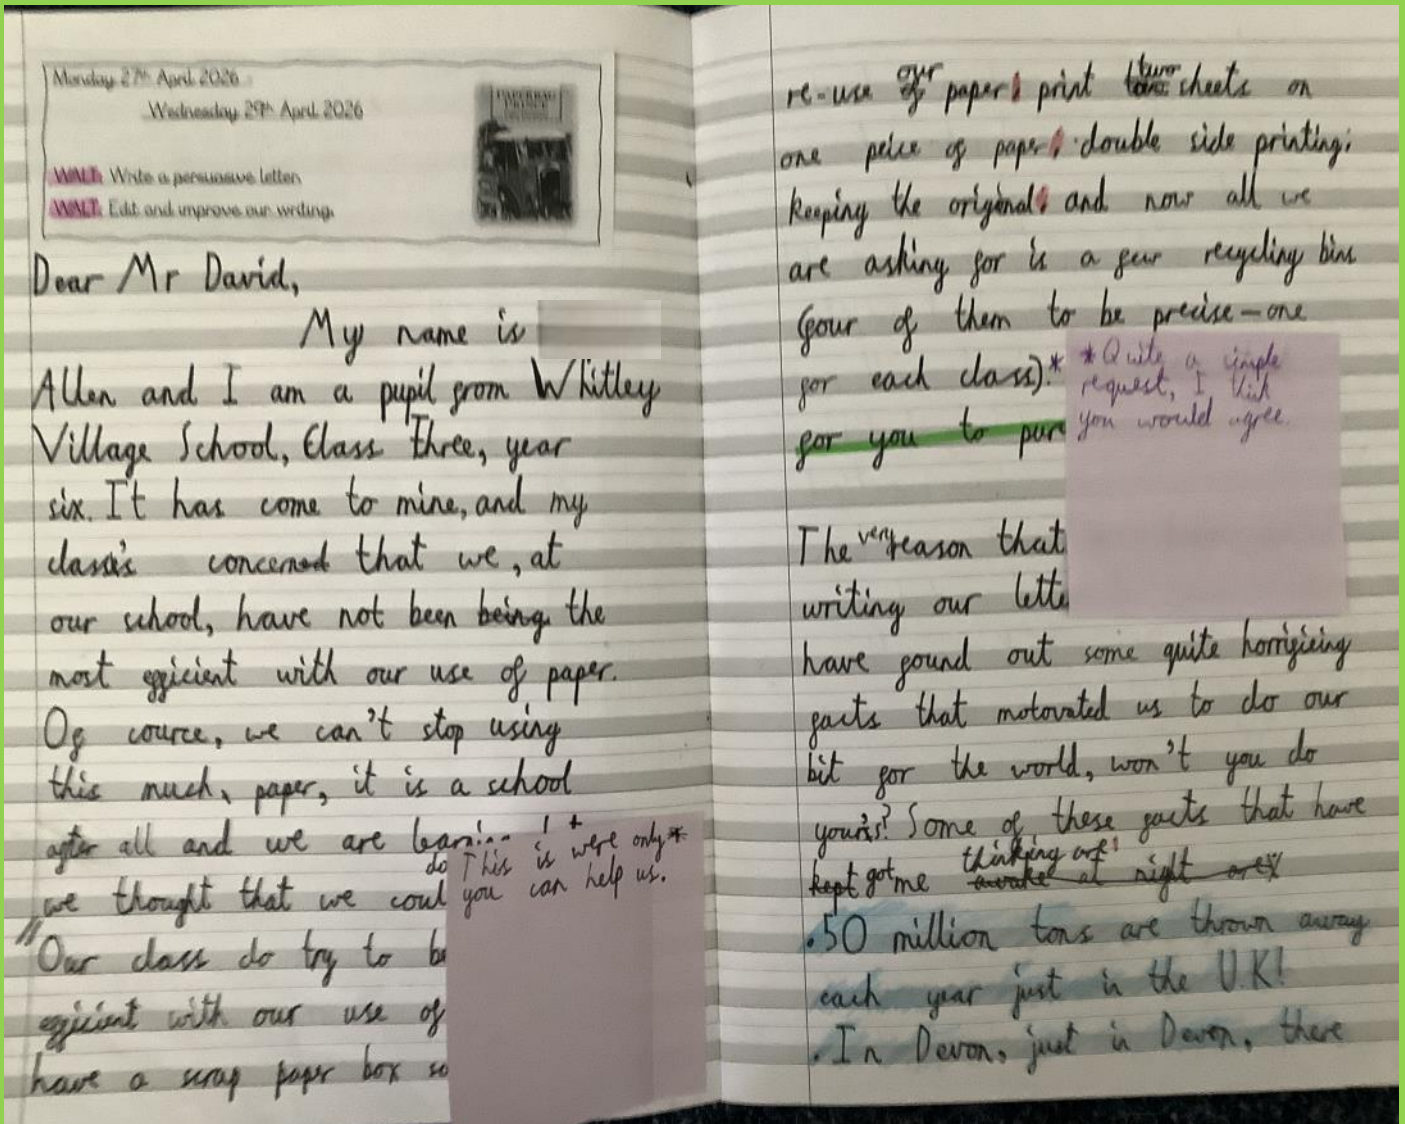 Monday 27th April 2026
Wednesday 29th April 2026
WALT: Write a persuasive letter.
WALT: Edit and improve our writing.
Dear Mr David,
My name is
Allen and I am a pupil from Whitley
Village School, Class Three, year
six. It has come to mine, and my
class's concerned that we, at
our school, have not been being the
most efficient with our use of paper.
Of cource, we can't stop using
this much, paper, it is a school
after all and we are
we thought that we
This is were only*
you can help us.
Our class do try to
efficient with our use of
have a scrap paper box so
re-use our paper, print two sheets on
one peice of paper, double side printing,
keeping the original, and now all we
are asking for is a few recycling bins
(four of them to be precise – one
for each class).*
for you to
*Quite a simple
request, I
you would agree.
The very reason that
writing our
have found out some quite horrificing
facts that motovated us to do our
bit for the world, won't you do
yours? Some of these facts that have
thinking are
kept got me awake at night are
.50 million tons are thrown away
each year just in the U.K!
.In Devon, just in Devon, there